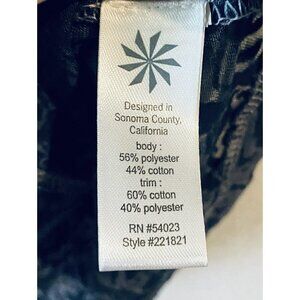 Designed in
Sonoma County,
California
body :
56% polyester
44% cotton
trim :
60% cotton
40% polyester
RN #54023
Style #221821